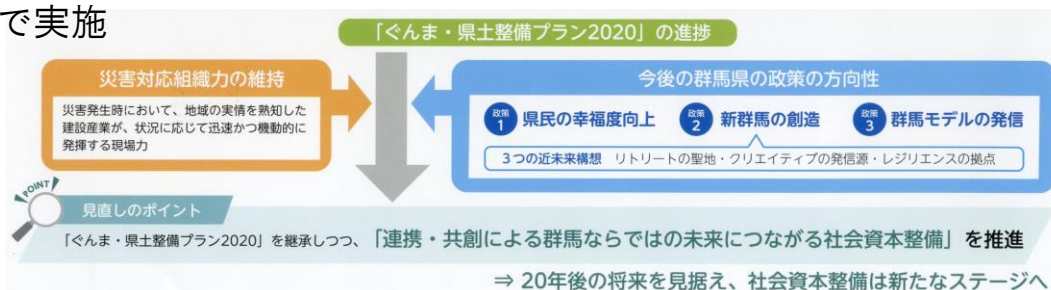 で実施
「ぐんま・県土整備プラン2020」の進捗
災害対応組織力の維持
災害発生時において、地域の実情を熟知した
建設産業が、状況に応じて迅速かつ機動的に
発揮する現場力
今後の群馬県の政策の方向性
政策1 県民の幸福度向上 政策2 新群馬の創造 政策3 群馬モデルの発信
3つの近未来構想 リトリートの聖地・クリエイティブの発信源・レジリエンスの拠点
POINT
見直しのポイント
「ぐんま・県土整備プラン2020」を継承しつつ、「連携・共創による群馬ならではの未来につながる社会資本整備」を推進
⇒ 20年後の将来を見据え、社会資本整備は新たなステージへ